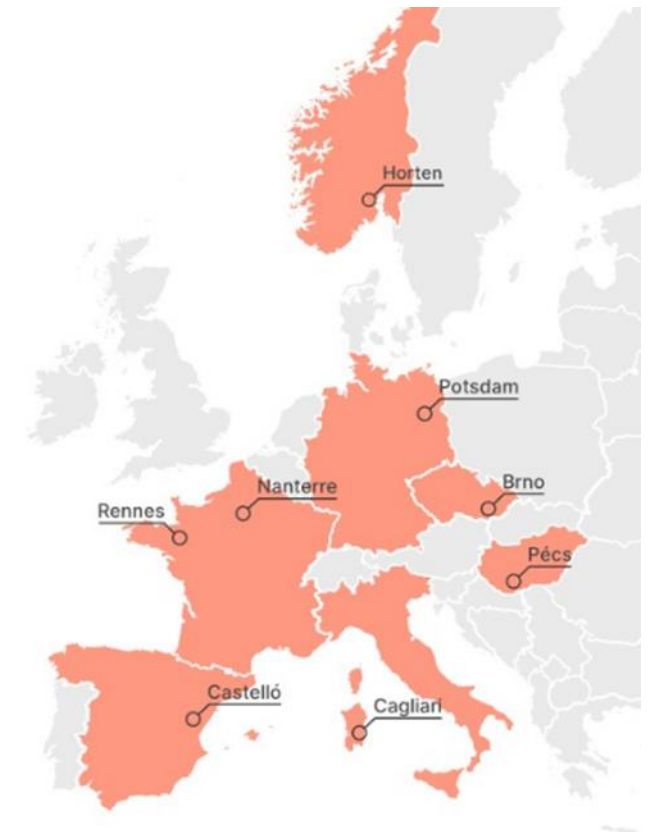 Horten
Potsdam
Nanterre
Brno
Rennes
Pécs
Castelló
Cagliari